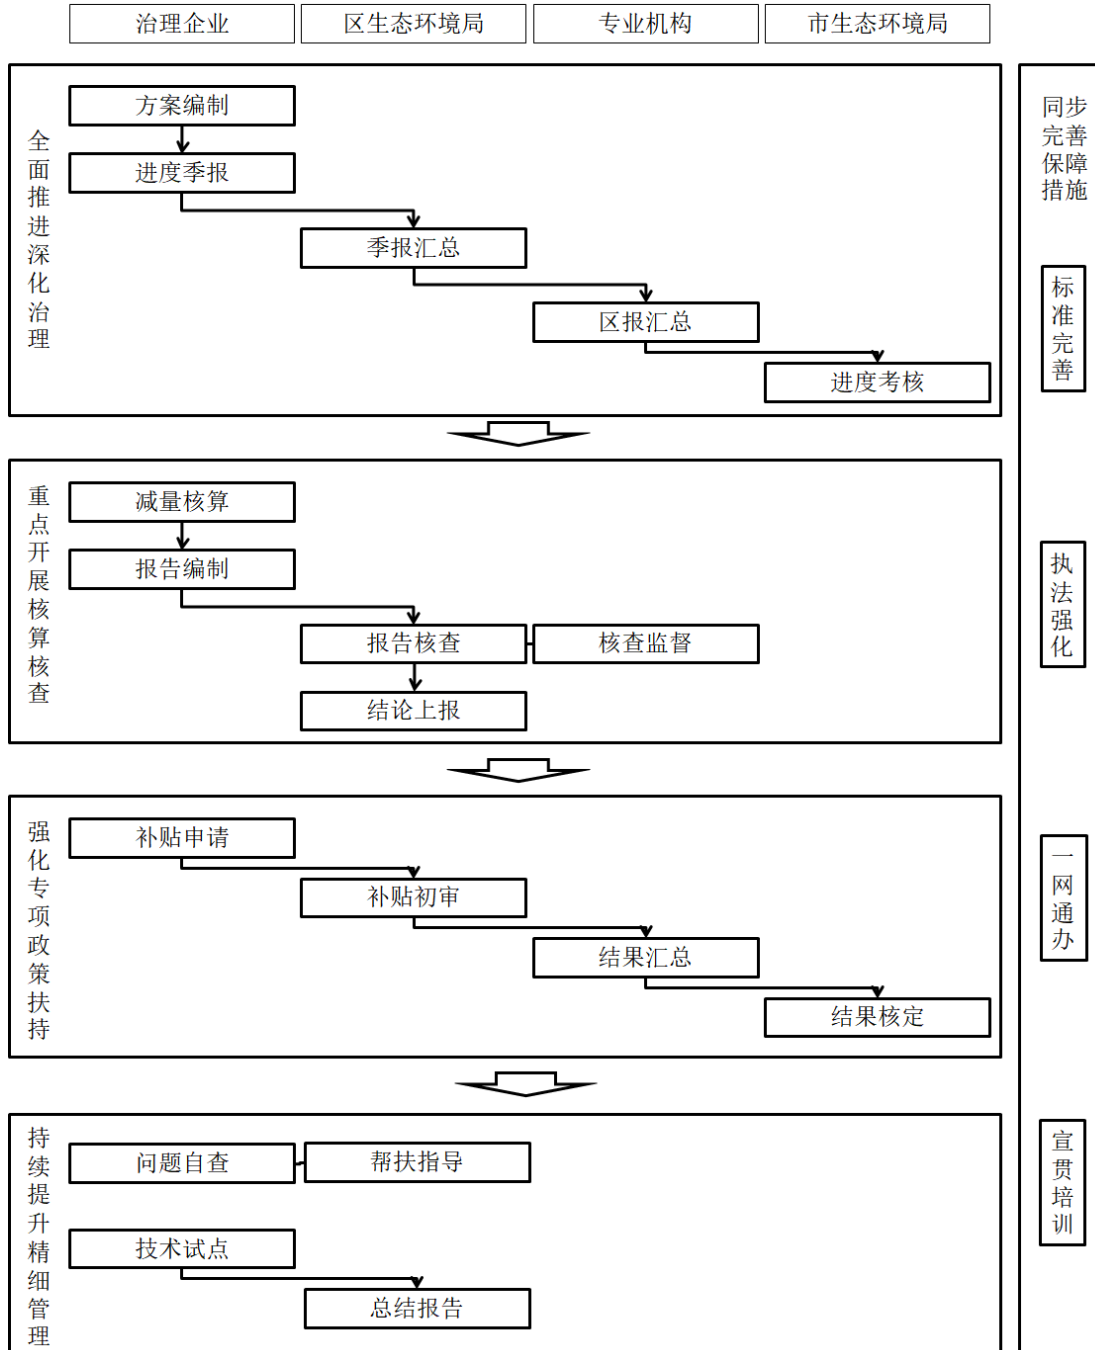 治理企业
区生态环境局
专业机构
市生态环境局
全面推进深化治理
方案编制
进度季报
季报汇总
区报汇总
进度考核
重点开展核算核查
减量核算
报告编制
报告核查
核查监督
结论上报
强化专项政策扶持
补贴申请
补贴初审
结果汇总
结果核定
持续提升精细管理
问题自查
帮扶指导
技术试点
总结报告
同步
完善
保障
措施
标准完善
执法强化
一网通办
宣贯培训